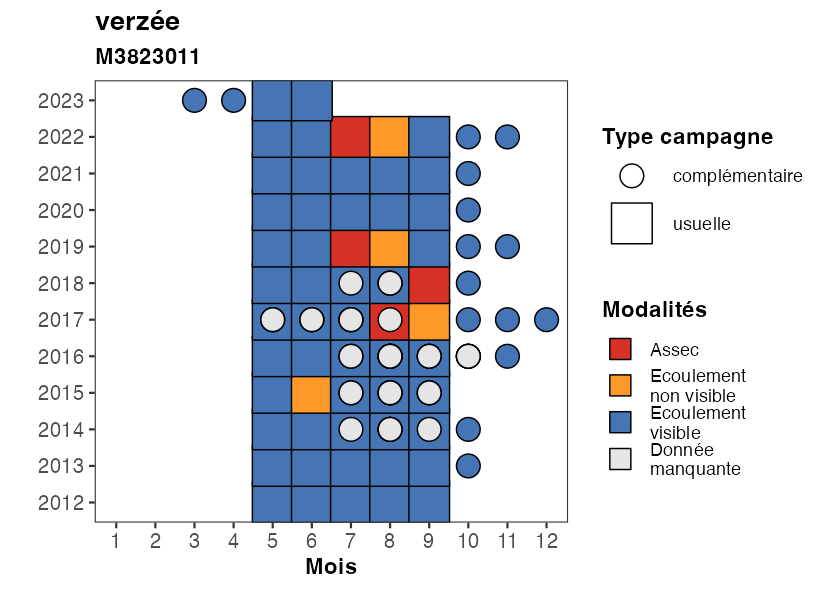 verzée
M3823011
2023
2022
2021
2020
2019
2018
2017
2016
2015
2014
2013
2012
1 2 3 4 5 6 7 8 9 10 11 12
Mois
Type campagne
complémentaire
usuelle
Modalités
Assec
Ecoulement
non visible
Ecoulement
visible
Donnée
manquante